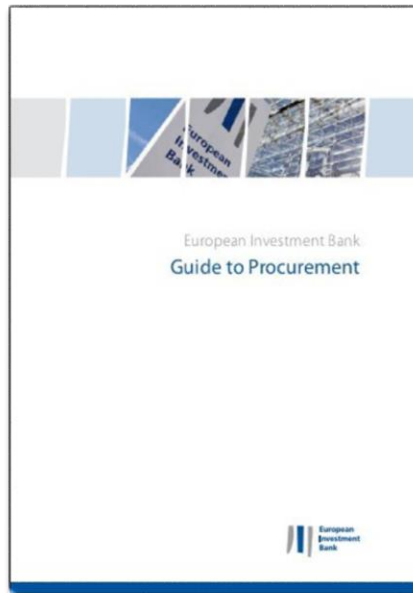 European
Investment
Bank
European Investment Bank
Guide to Procurement
European
Investment
Bank